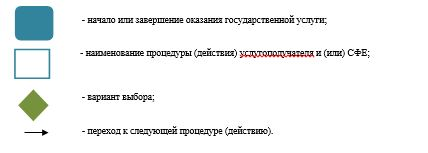 - начало или завершение оказания государственной услуги;
- наименование процедуры (действия) услугополучателя и (или) СФЕ;
- вариант выбора;
- переход к следующей процедуре (действию).